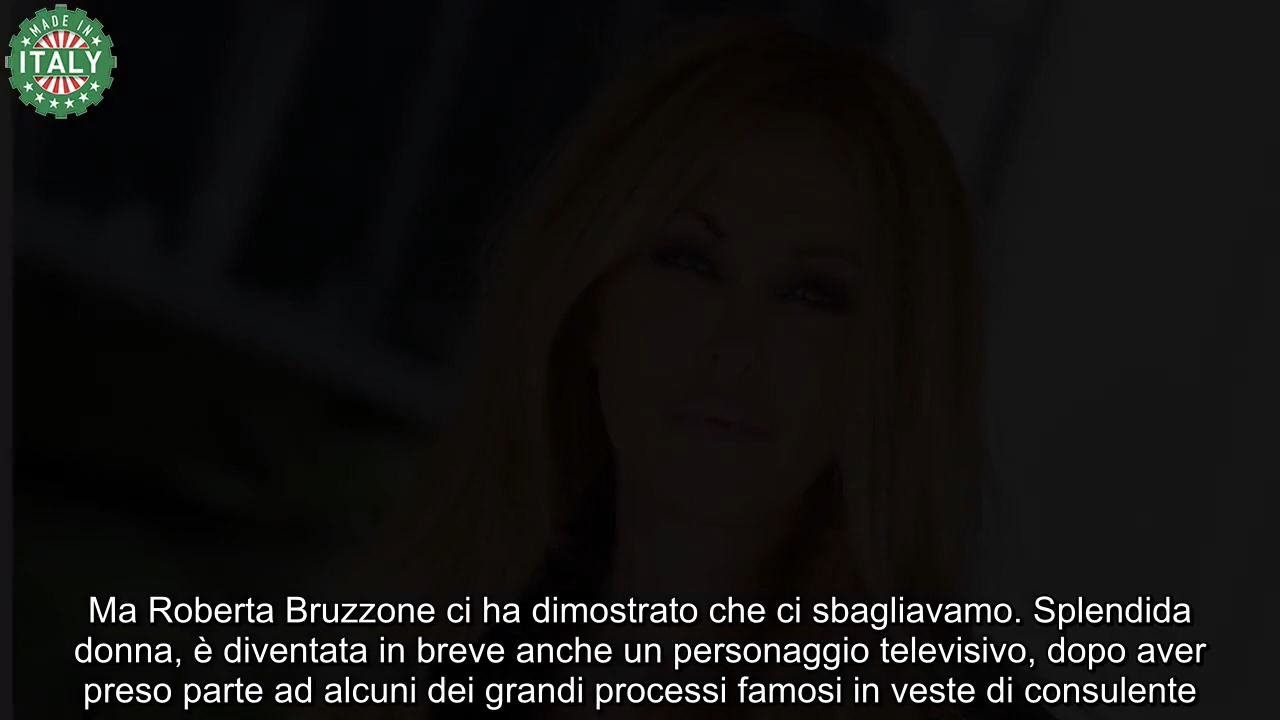 MADE IN
ITALY
Ma Roberta Bruzzone ci ha dimostrato che ci sbagliavamo. Splendida
donna, è diventata in breve anche un personaggio televisivo, dopo aver
preso parte ad alcuni dei grandi processi famosi in veste di consulente